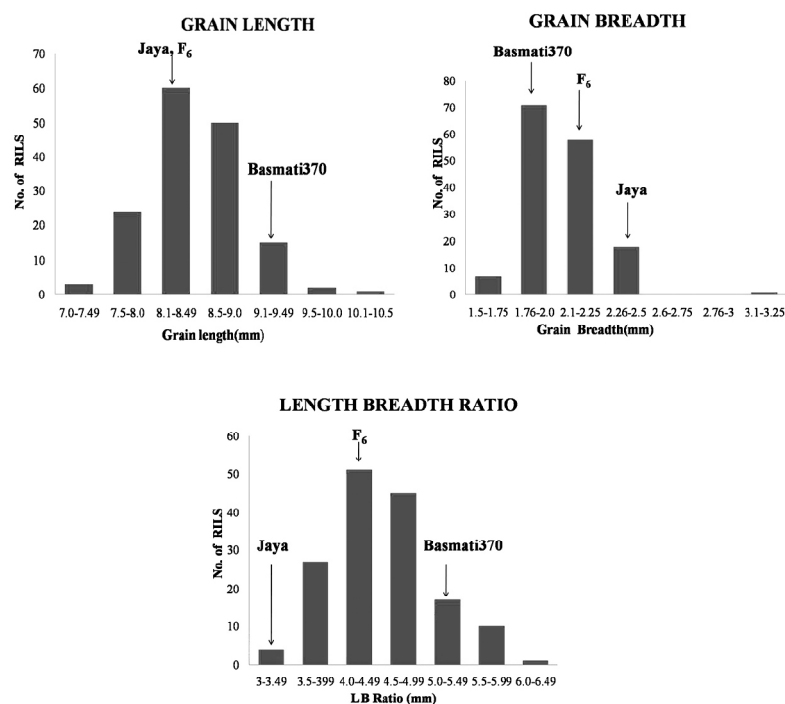 GRAIN LENGTH
Jaya, F6
Basmati370
No. of RILS
70
60
50
40
30
20
10
0
7.0-7.49 7.5-8.0 8.1-8.49 8.5-9.0 9.1-9.49 9.5-10.0 10.1-10.5
Grain length(mm)
GRAIN BREADTH
Basmati370
F6
Jaya
No. of RILS
80
70
60
50
40
30
20
10
0
1.5-1.75 1.76-2.0 2.1-2.25 2.26-2.5 2.6-2.75 2.76-3 3.1-3.25
Grain Breadth(mm)
LENGTH BREADTH RATIO
F6
Jaya
Basmati370
No. of RILS
60
50
40
30
20
10
0
3-3.49 3.5-399 4.0-4.49 4.5-4.99 5.0-5.49 5.5-5.99 6.0-6.49
LB Ratio (mm)